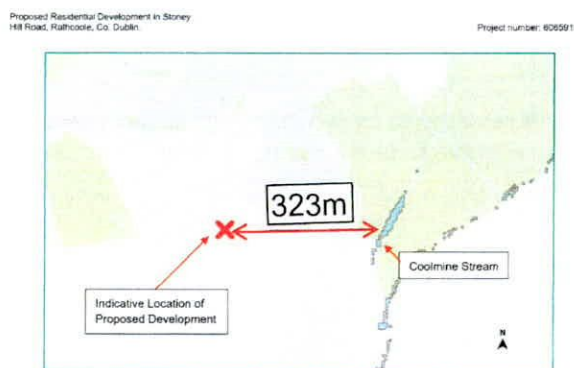 Proposed Residential Development in Stoney
Hill Road, Rathcoole, Co. Dublin.
Project number: 606591
323m
Coolmine Stream
Indicative Location of
Proposed Development
N